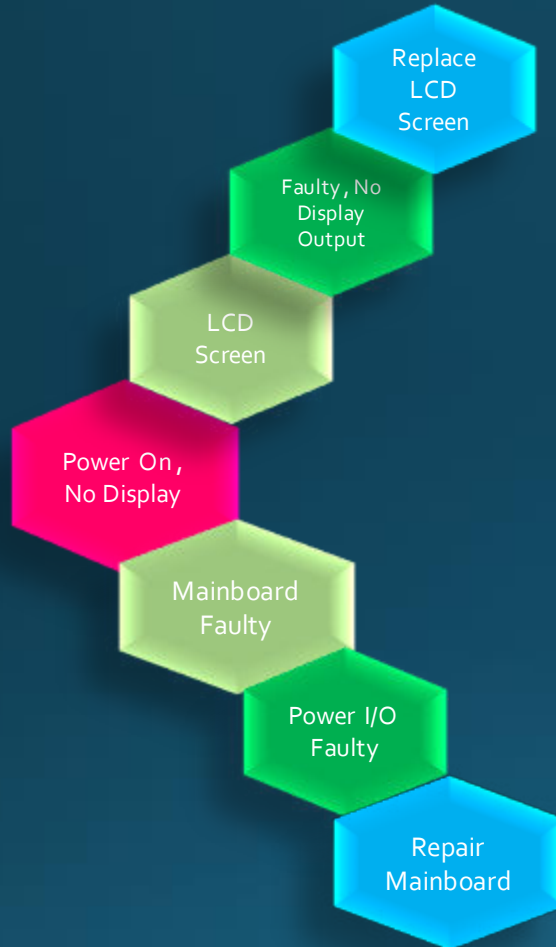 Replace
LCD
Screen
Faulty, No
Display
Output
LCD
Screen
Power On,
No Display
Mainboard
Faulty
Power I/O
Faulty
Repair
Mainboard